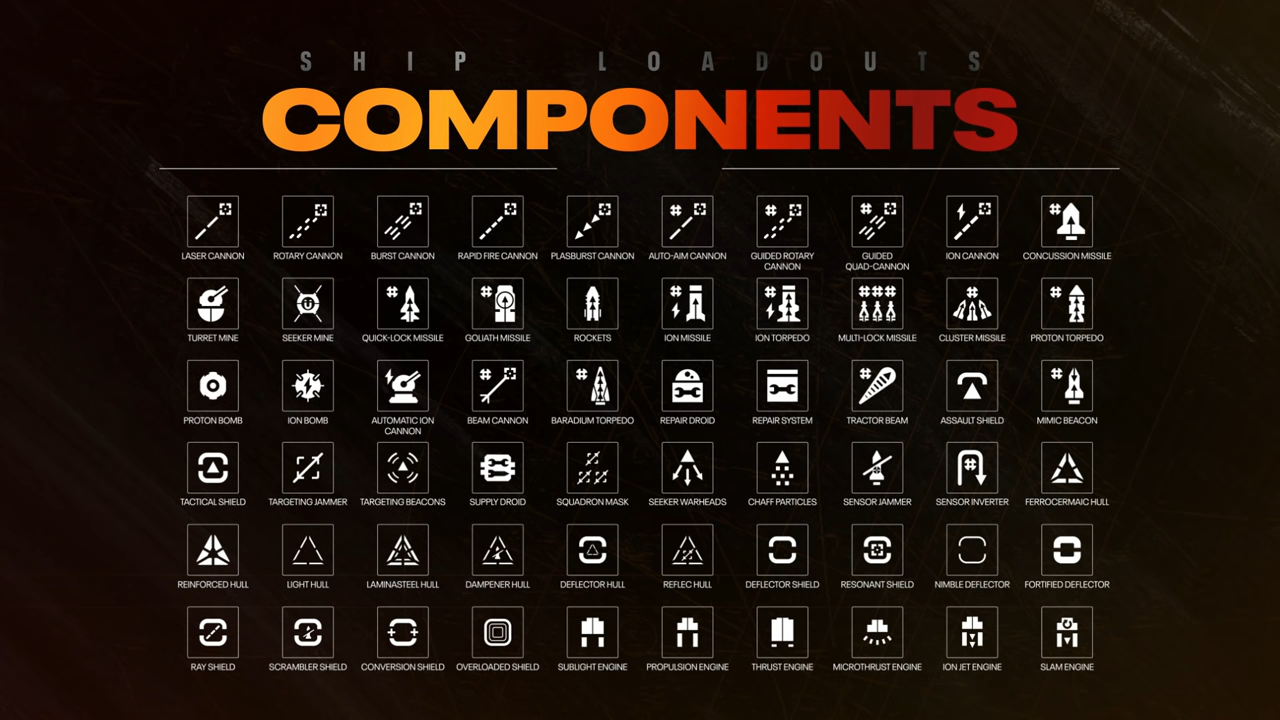 SHIP LOADOUTS
COMPONENTS
LASER CANNON
ROTARY CANNON
BURST CANNON
RAPID FIRE CANNON
PLASBURST CANNON
AUTO-AIM CANNON
GUIDED ROTARY
CANNON
GUIDED
QUAD-CANNON
ION CANNON
CONCUSSION MISSILE
TURRET MINE
SEEKER MINE
QUICK-LOCK MISSILE
GOLIATH MISSILE
ROCKETS
ION MISSILE
ION TORPEDO
MULTI-LOCK MISSILE
CLUSTER MISSILE
PROTON TORPEDO
PROTON BOMB
ION BOMB
AUTOMATIC ION
CANNON
BEAM CANNON
BARADIUM TORPEDO
REPAIR DROID
REPAIR SYSTEM
TRACTOR BEAM
ASSAULT SHIELD
MIMIC BEACON
TACTICAL SHIELD
TARGETING JAMMER
TARGETING BEACONS
SUPPLY DROID
SQUADRON MASK
SEEKER WARHEADS
CHAFF PARTICLES
SENSOR JAMMER
SENSOR INVERTER
FERROCERMAIC HULL
REINFORCED HULL
LIGHT HULL
LAMINASTEEL HULL
DAMPENER HULL
DEFLECTOR HULL
REFLEC HULL
DEFLECTOR SHIELD
RESONANT SHIELD
NIMBLE DEFLECTOR
FORTIFIED DEFLECTOR
RAY SHIELD
SCRAMBLER SHIELD
CONVERSION SHIELD
OVERLOADED SHIELD
SUBLIGHT ENGINE
PROPULSION ENGINE
THRUST ENGINE
MICROTHRUST ENGINE
ION JET ENGINE
SLAM ENGINE